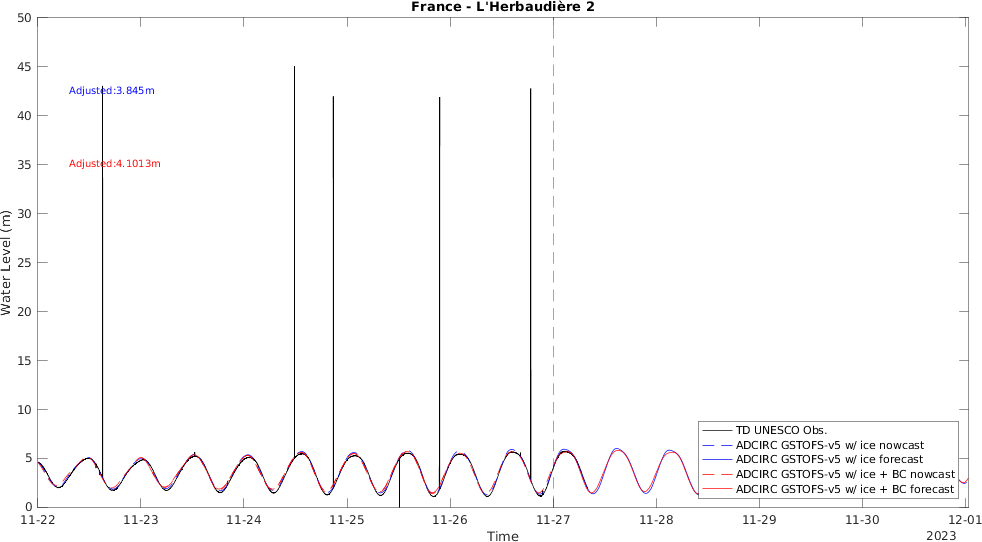 France - L'Herbaudière 2
50
45
40
35
30
25
20
15
10
5
0
Water Level (m)
Adjusted:3.845m
Adjusted:4.1013m
TD UNESCO Obs.
ADCIRC GSTOFS-v5 w/ ice nowcast
ADCIRC GSTOFS-v5 w/ ice forecast
ADCIRC GSTOFS-v5 w/ ice + BC nowcast
ADCIRC GSTOFS-v5 w/ ice + BC forecast
11-22 11-23 11-24 11-25 11-26 11-27 11-28 11-29 11-30 12-01
Time
2023